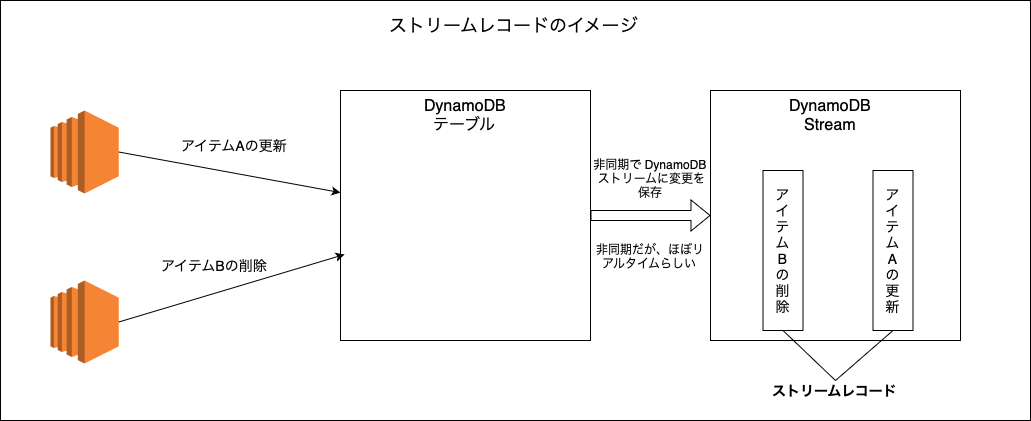 ストリームレコードのイメージ
DynamoDB
テーブル
DynamoDB
Stream
アイテムAの更新
アイテムBの削除
非同期で DynamoDB
ストリームに変更を
保存
非同期だが、ほぼリ
アルタイムらしい
アイテムBの削除
アイテムAの更新
ストリームレコード